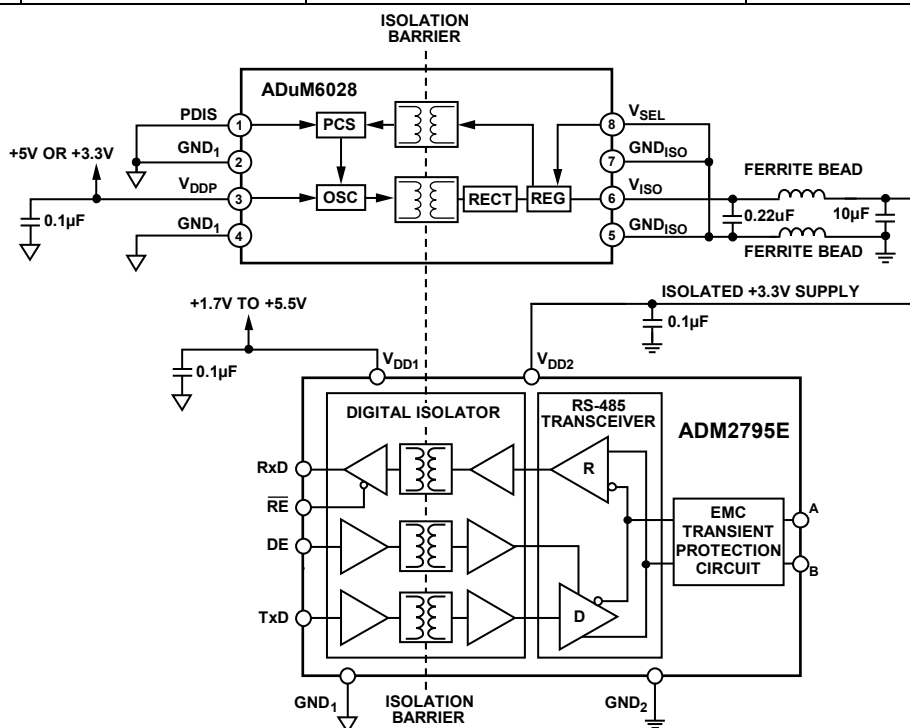 ISOLATION
BARRIER
ADuM6028
PDIS
1
PCS
8
VSEL
GND1
2
7
GNDISO
+5V OR +3.3V
VDDP
3
OSC
RECT
REG
6
VISO
FERRITE BEAD
0.1µF
0.22uF
10µF
GND1
4
5
GNDISO
FERRITE BEAD
+1.7V TO +5.5V
ISOLATED +3.3V SUPPLY
0.1µF
0.1µF
VDD1
VDD2
DIGITAL ISOLATOR
RS-485
TRANSCEIVER
ADM2795E
RxD
R
RE
EMC
TRANSIENT
PROTECTION
CIRCUIT
A
B
DE
TxD
D
GND1
ISOLATION
BARRIER
GND2